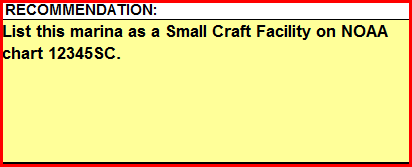 RECOMMENDATION:
List this marina as a Small Craft Facility on NOAA
chart 12345SC.